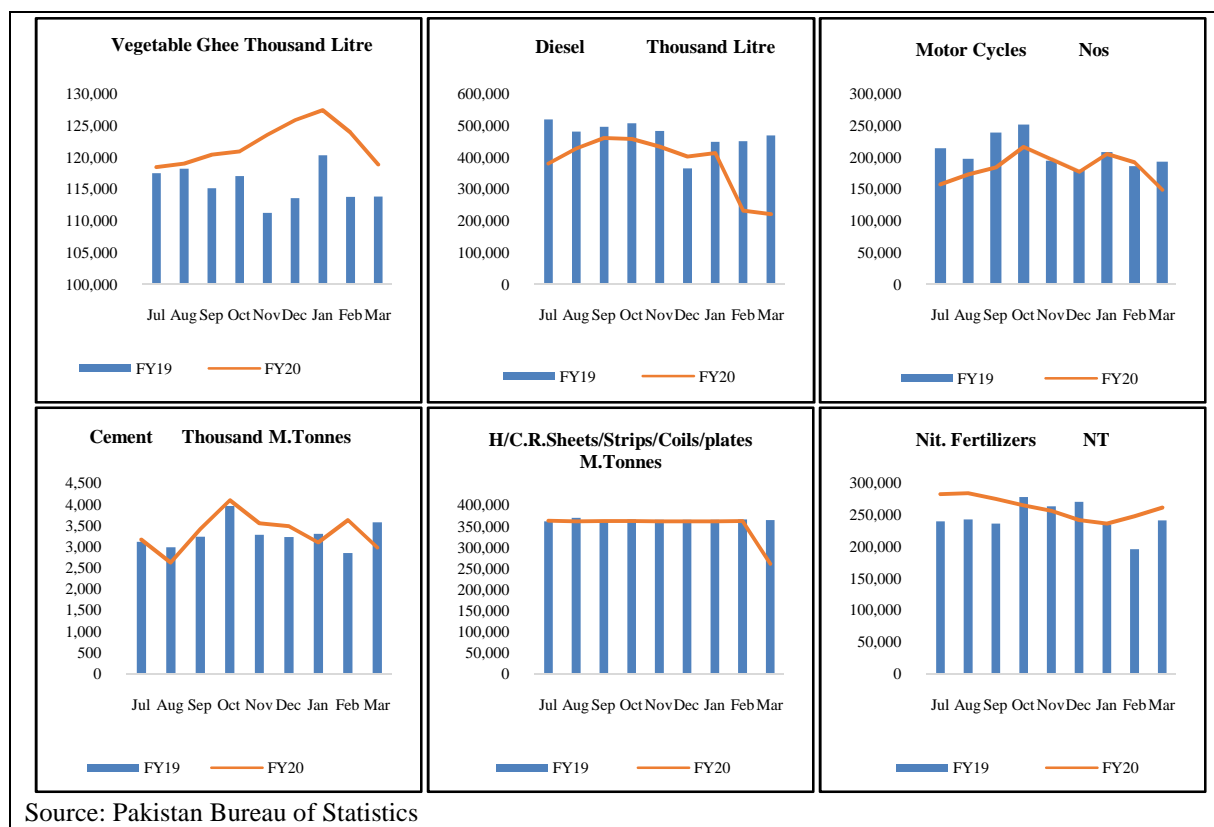 Vegetable Ghee Thousand Litre
130,000
125,000
120,000
115,000
110,000
105,000
100,000
Jul Aug Sep Oct Nov Dec Jan Feb Mar
FY19 FY20
Diesel Thousand Litre
600,000
500,000
400,000
300,000
200,000
100,000
0
Jul Aug Sep Oct Nov Dec Jan Feb Mar
FY19 FY20
Motor Cycles Nos
300,000
250,000
200,000
150,000
100,000
50,000
0
Jul Aug Sep Oct Nov Dec Jan Feb Mar
FY19 FY20
Cement Thousand M.Tonnes
4,500
4,000
3,500
3,000
2,500
2,000
1,500
1,000
500
0
Jul Aug Sep Oct Nov Dec Jan Feb Mar
FY19 FY20
H/C.R.Sheets/Strips/Coils/plates
M.Tonnes
400,000
350,000
300,000
250,000
200,000
150,000
100,000
50,000
0
Jul Aug Sep Oct Nov Dec Jan Feb Mar
FY19 FY20
Nit. Fertilizers NT
300,000
250,000
200,000
150,000
100,000
50,000
0
Jul Aug Sep Oct Nov Dec Jan Feb Mar
FY19 FY20
Source: Pakistan Bureau of Statistics